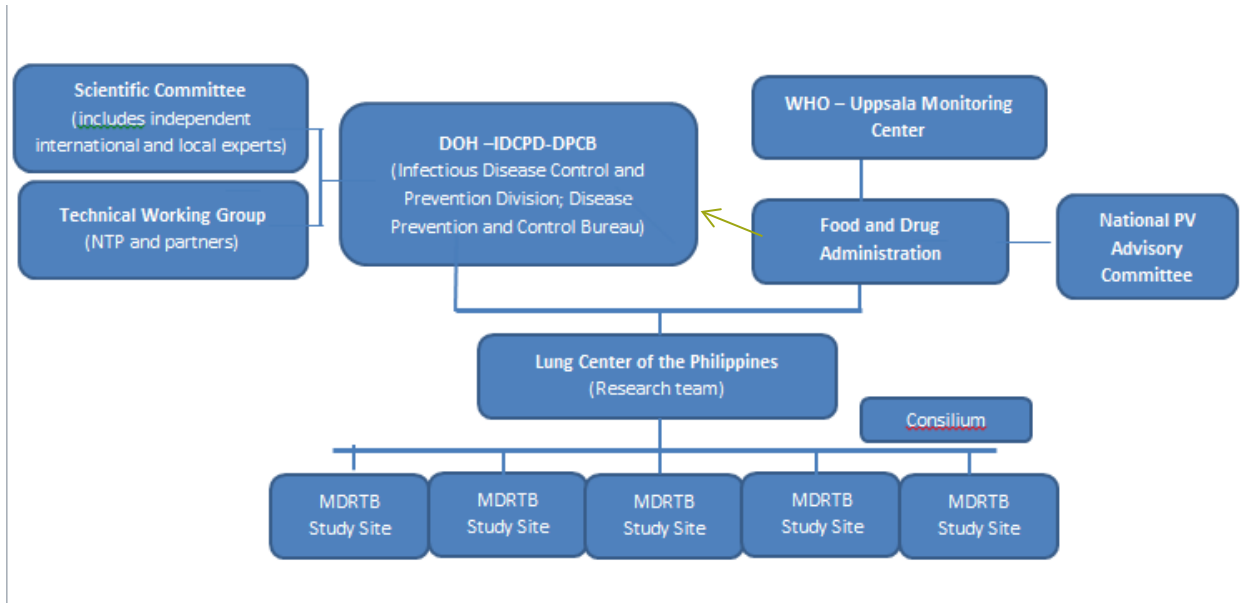 Scientific Committee
(includes independent
international and local experts)
Technical Working Group
(NTP and partners)
DOH –IDCPD-DPCB
(Infectious Disease Control and
Prevention Division; Disease
Prevention and Control Bureau)
WHO – Uppsala Monitoring
Center
Food and Drug
Administration
National PV
Advisory
Committee
Lung Center of the Philippines
(Research team)
Consilium
MDRTB
Study Site
MDRTB
Study Site
MDRTB
Study Site
MDRTB
Study Site
MDRTB
Study Site